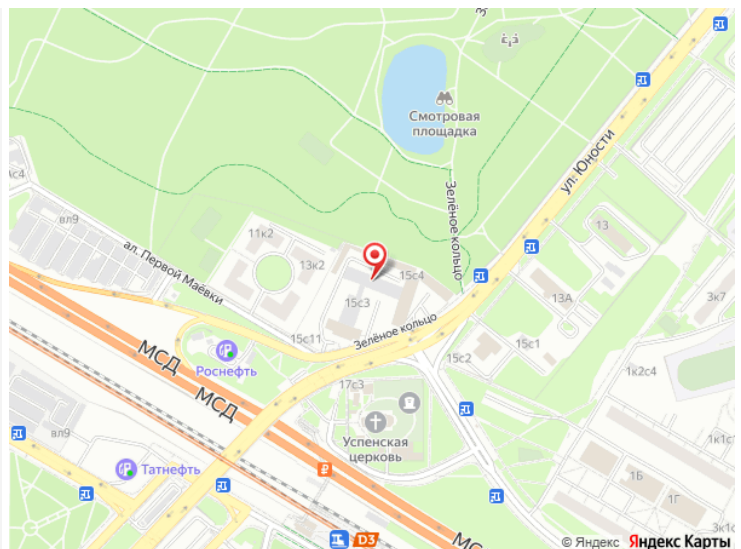 Смотровая
площадка
ул. Юности
Зелёное кольцо
вл9
ал. Первой Маёвки
11к2
13к2
15с4
15с3
13
13А
3к7
15с11
Зелёное кольцо
15с2
15с1
1к2с4
МСД
Роснефть
МСД
17с3
Успенская
церковь
вл9
Татнефть
1Б
1Г
1к1с
3к1с
₽
D3
МС
© Яндекс Яндекс Карты